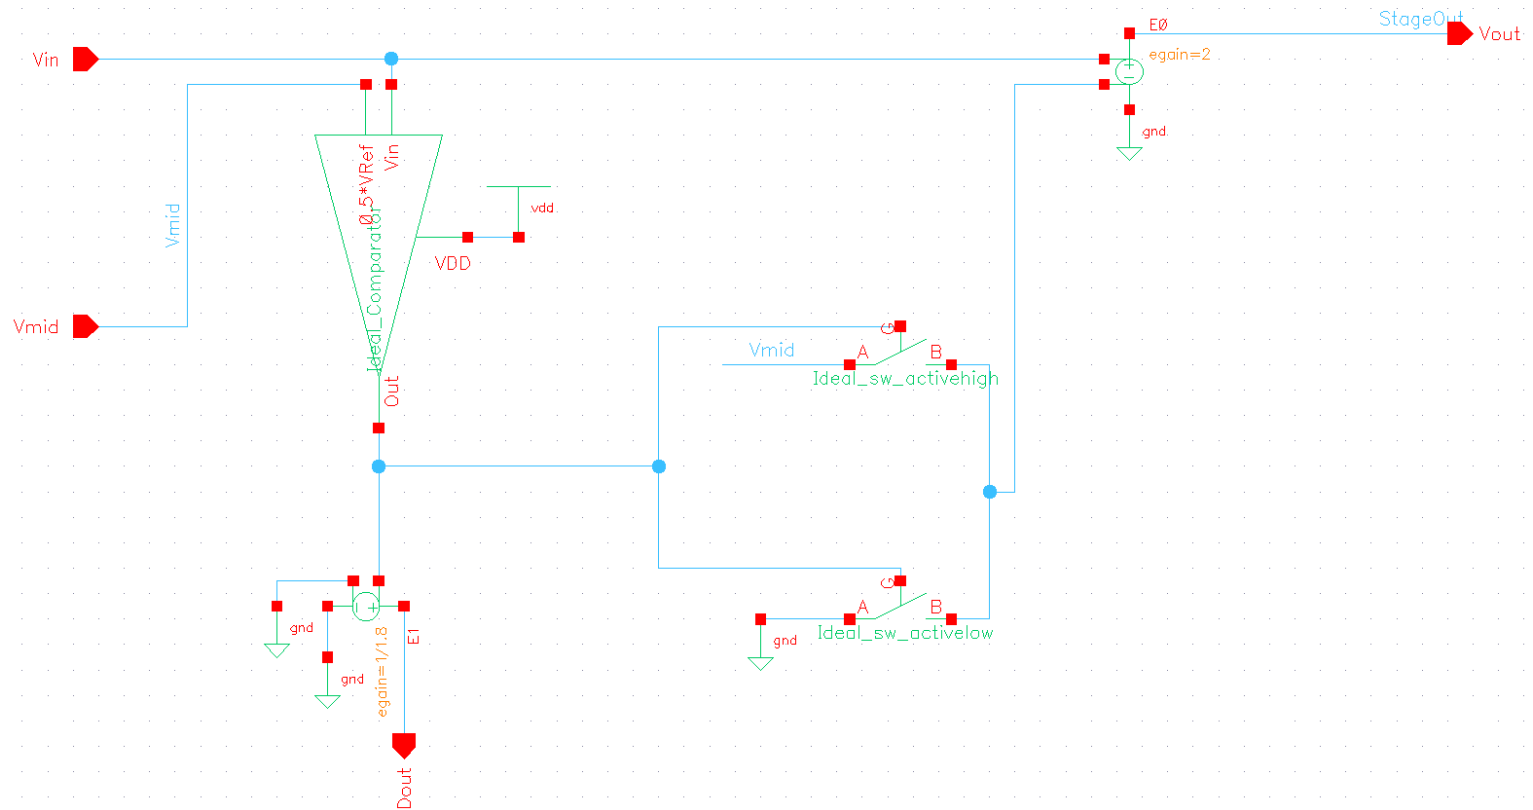 StageOut
E0
Vin
Vout
egain=2
gnd
0.5*VRef
Vin
vdd
Vmid
Ideal_Comparator
VDD
Vmid
G
Vmid
A
B
Ideal_sw_activehigh
Out
G
A
B
gnd
E1
Ideal_sw_activelow
gnd
gnd
egain=1/1.8
Dout